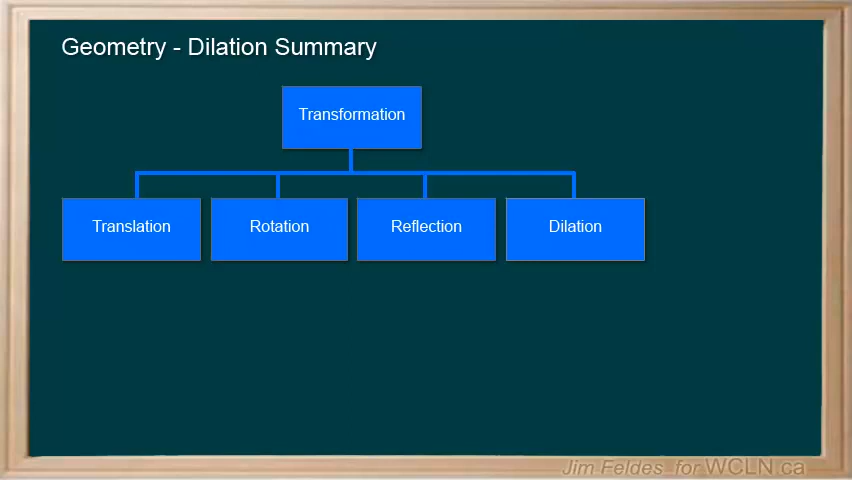 Geometry - Dilation Summary
Transformation
Translation
Rotation
Reflection
Dilation
Jim Feldes for WCLN.ca